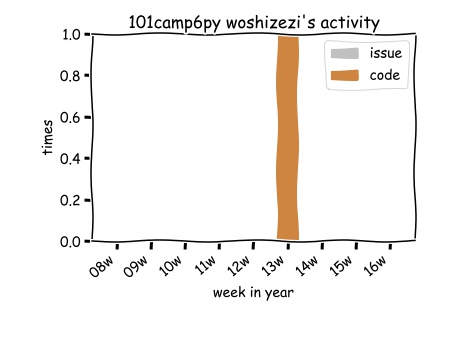 101camp6py woshizezi's activity
1.0
0.8
0.6
0.4
0.2
0.0
times
issue
code
08w 09w 10w 11w 12w 13w 14w 15w 16w
week in year